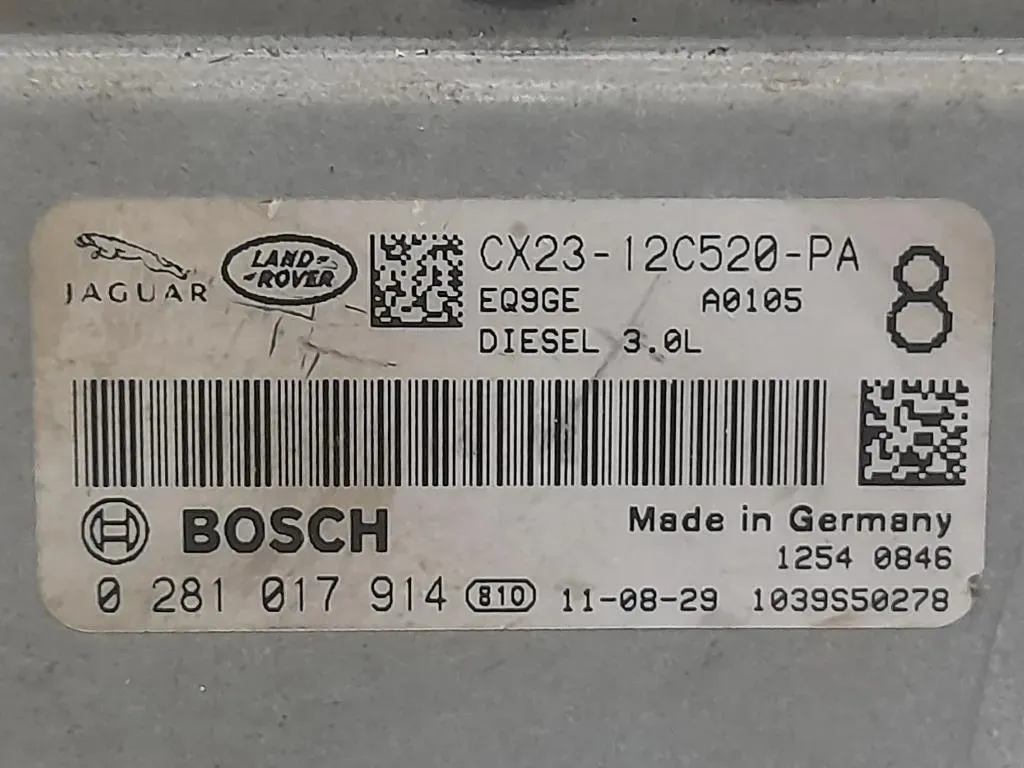 JAGUAR
LAND ROVER
CX23-12C520-PA
EQ9GE A0105
DIESEL 3.0L
8
BOSCH
Made in Germany
1254 0846
0 281 017 914 810 11-08-29 1039S50278